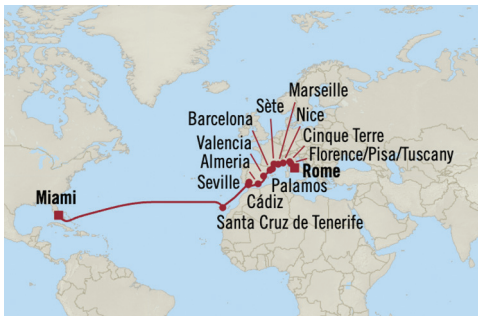 Marseille
Sète
Nice
Barcelona
Cinque Terre
Valencia
Florence/Pisa/Tuscany
Almeria
Rome
Seville
Palamos
Miami
Cádiz
Santa Cruz de Tenerife